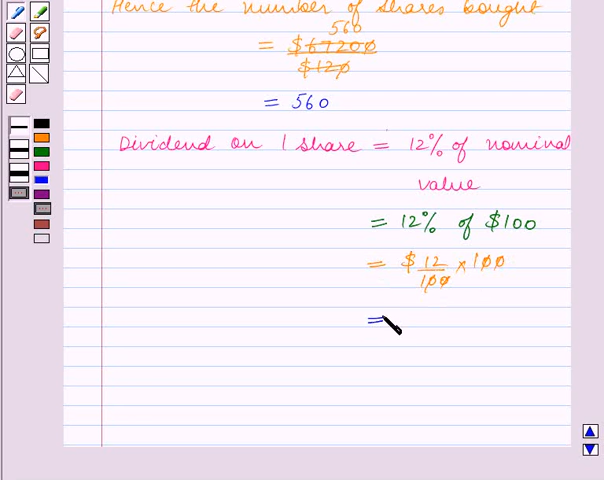 Hence the number of shares bought
560
= $67200
$120
= 560
Dividend on 1 share = 12% of nominal
value
= 12% of $100
= $ 12/100 × 100
=